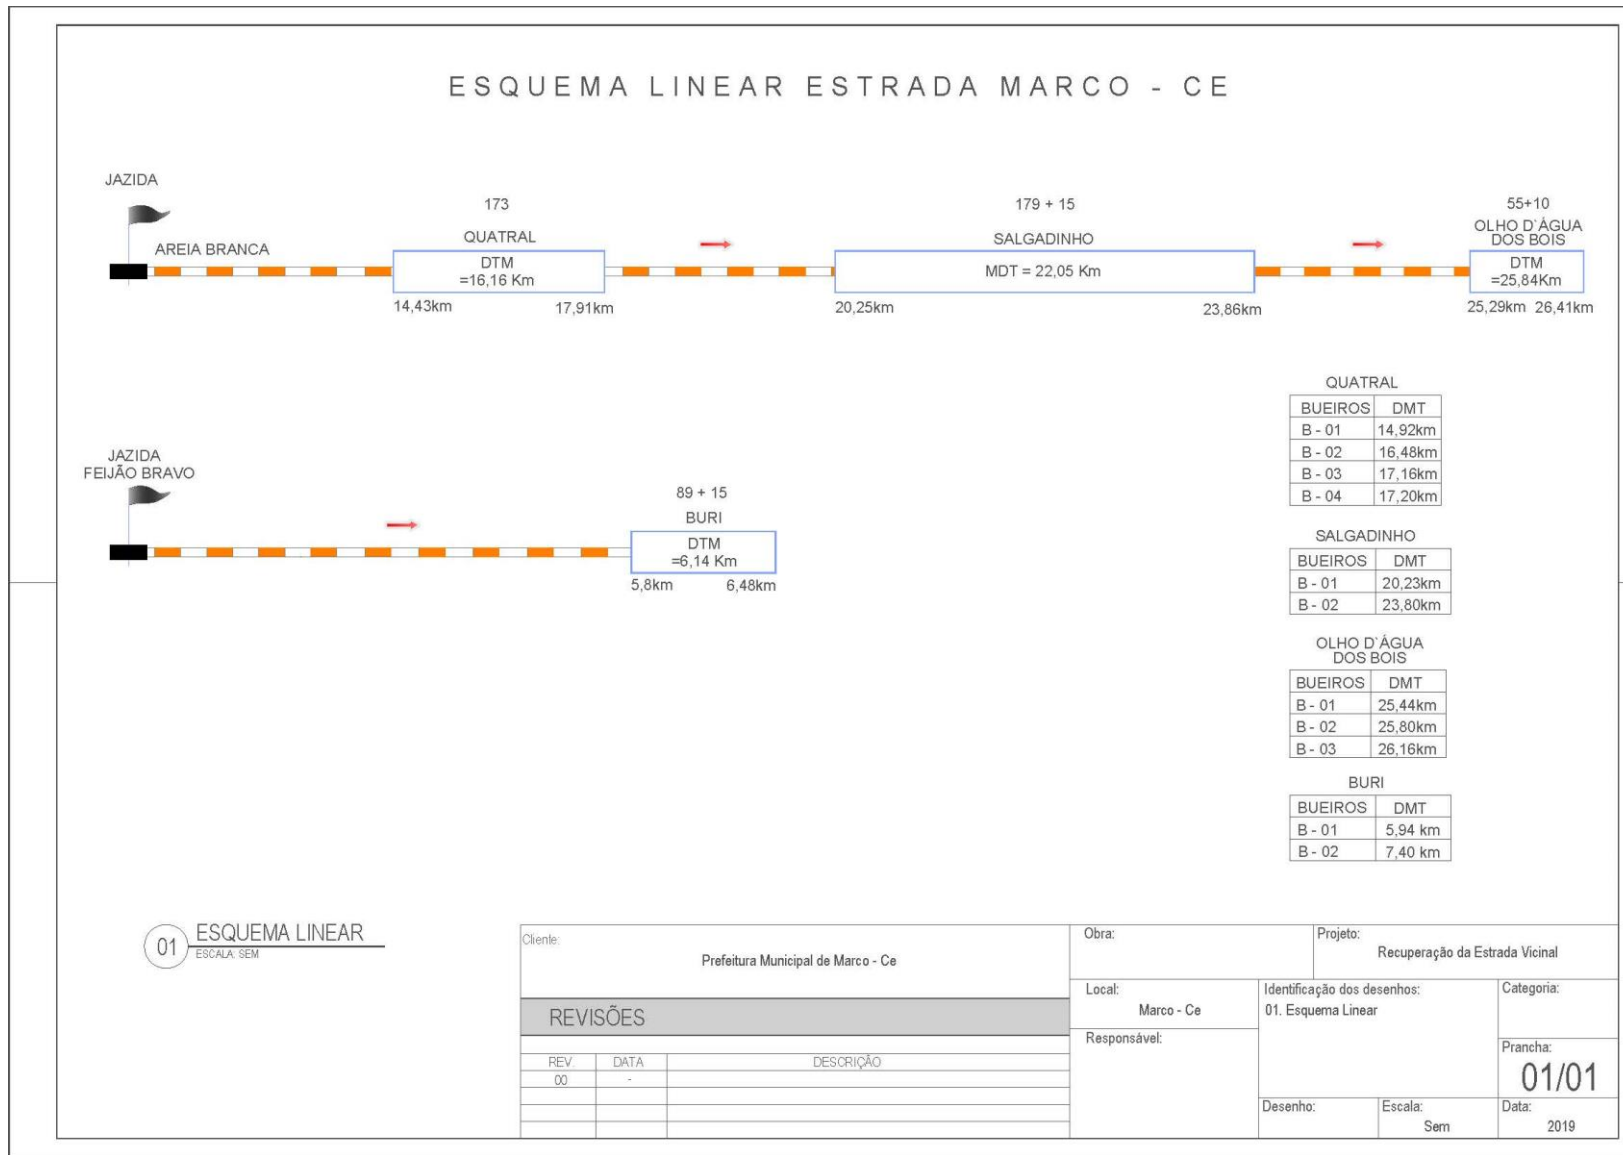 ESQUEMA LINEAR ESTRADA MARCO - CE
JAZIDA
AREIA BRANCA
173
QUATRAL
DTM
=16,16 Km
14,43km 17,91km
179 + 15
SALGADINHO
MDT = 22,05 Km
20,25km 23,86km
55+10
OLHO D`ÁGUA
DOS BOIS
DTM
=25,84Km
25,29km 26,41km
JAZIDA
FEIJÃO BRAVO
89 + 15
BURI
DTM
=6,14 Km
5,8km 6,48km
QUATRAL
BUEIROS DMT
B - 01 14,92km
B - 02 16,48km
B - 03 17,16km
B - 04 17,20km
SALGADINHO
BUEIROS DMT
B - 01 20,23km
B - 02 23,80km
OLHO D`ÁGUA
DOS BOIS
BUEIROS DMT
B - 01 25,44km
B - 02 25,80km
B - 03 26,16km
BURI
BUEIROS DMT
B - 01 5,94 km
B - 02 7,40 km
01 ESQUEMA LINEAR
ESCALA: SEM
Cliente:
Prefeitura Municipal de Marco - Ce
REVISÕES
REV. DATA DESCRIÇÃO
00 -
Obra:
Projeto:
Recuperação da Estrada Vicinal
Local:
Marco - Ce
Identificação dos desenhos:
01. Esquema Linear
Categoria:
Responsável:
Prancha:
01/01
Desenho:
Escala:
Sem
Data:
2019